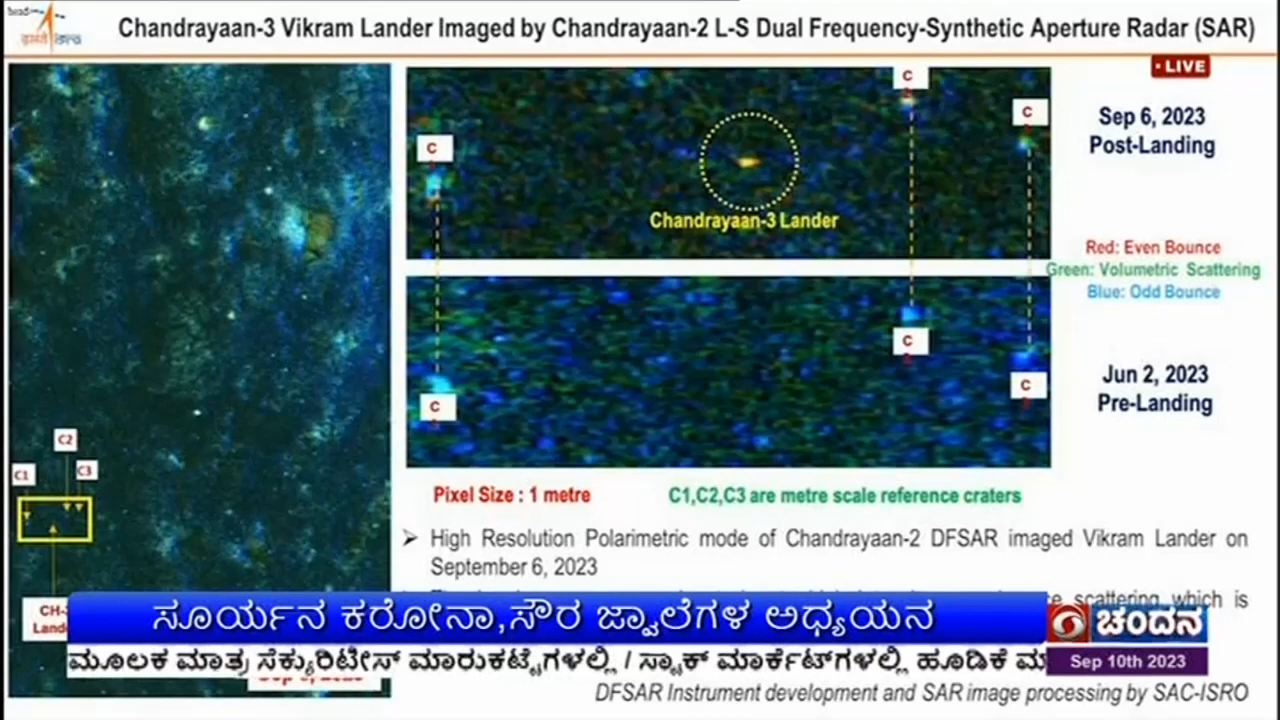 Chandrayaan-3 Vikram Lander Imaged by Chandrayaan-2 L-S Dual Frequency-Synthetic Aperture Radar (SAR)
isro
LIVE
C
C
C
Sep 6, 2023
Post-Landing
Chandrayaan-3 Lander
Red: Even Bounce
Green: Volumetric Scattering
Blue: Odd Bounce
C
C
C
Jun 2, 2023
Pre-Landing
C1
C2
C3
Pixel Size : 1 metre
C1,C2,C3 are metre scale reference craters
➢ High Resolution Polarimetric mode of Chandrayaan-2 DFSAR imaged Vikram Lander on
September 6, 2023
scattering which is
ಸೂರ್ಯನ ಕರೋನಾ,ಸೌರ ಜ್ವಾಲೆಗಳ ಅಧ್ಯಯನ
ಚಂದನ
ಮೂಲಕ ಮಾತ್ರ ಸೆಕ್ಯುರಿಟೀಸ್ ಮಾರುಕಟ್ಟೆಗಳಲ್ಲಿ / ಸ್ಟಾಕ್ ಮಾರ್ಕೆಟ್‌ಗಳಲ್ಲಿ ಹೂಡಿಕೆ
Sep 10th 2023
DFSAR Instrument development and SAR image processing by SAC-ISRO